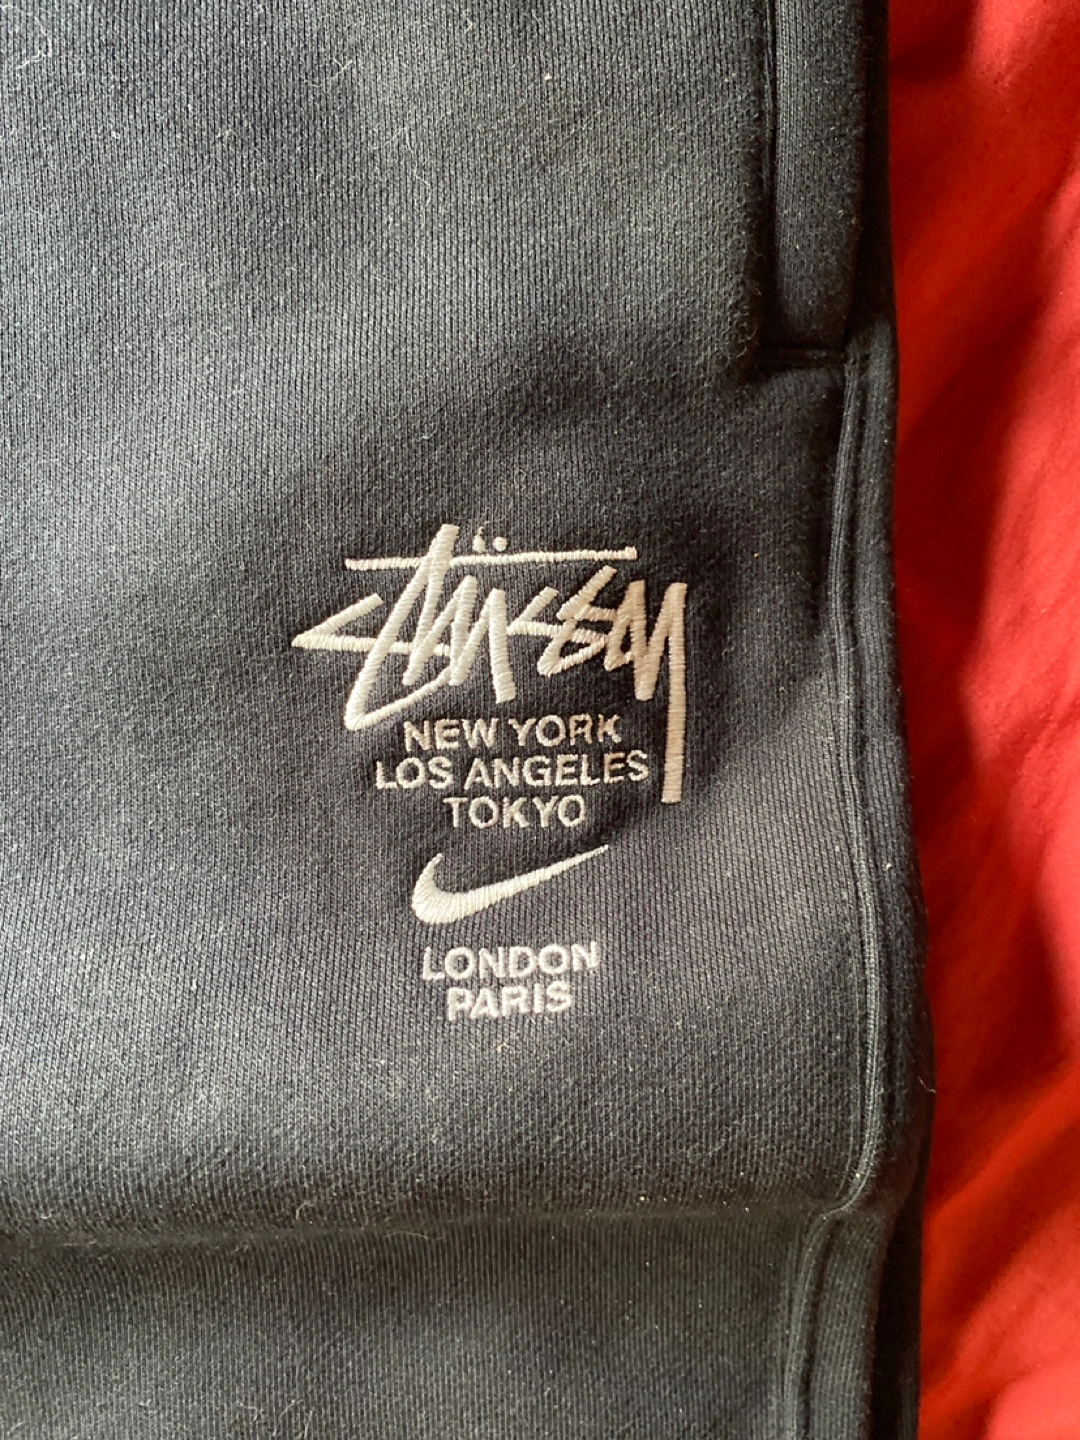 Stüssy
NEW YORK
LOS ANGELES
TOKYO
LONDON
PARIS